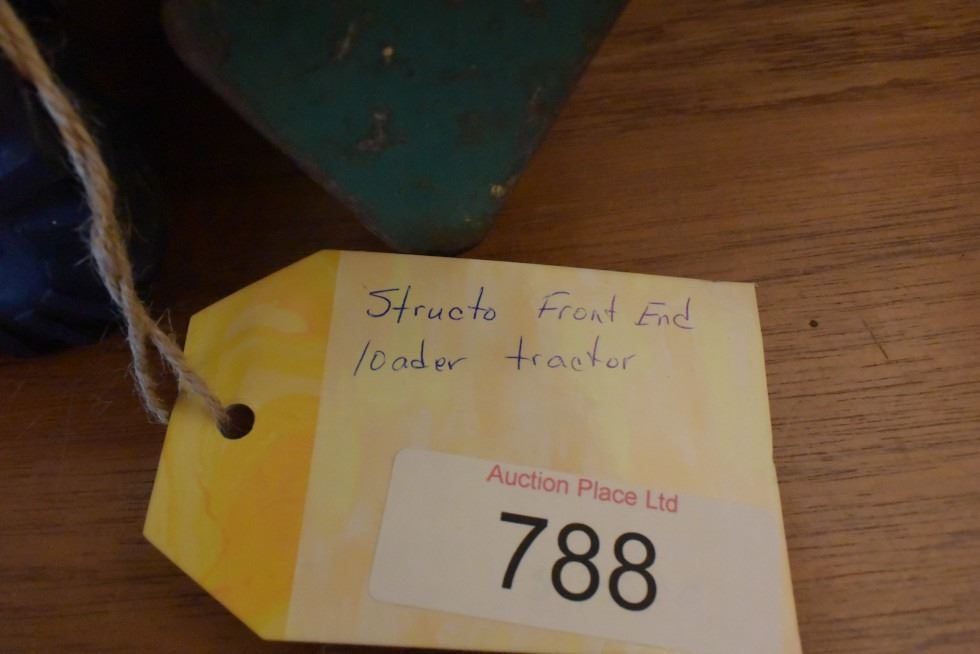 Structo Front End
loader tractor
Auction Place Ltd
788